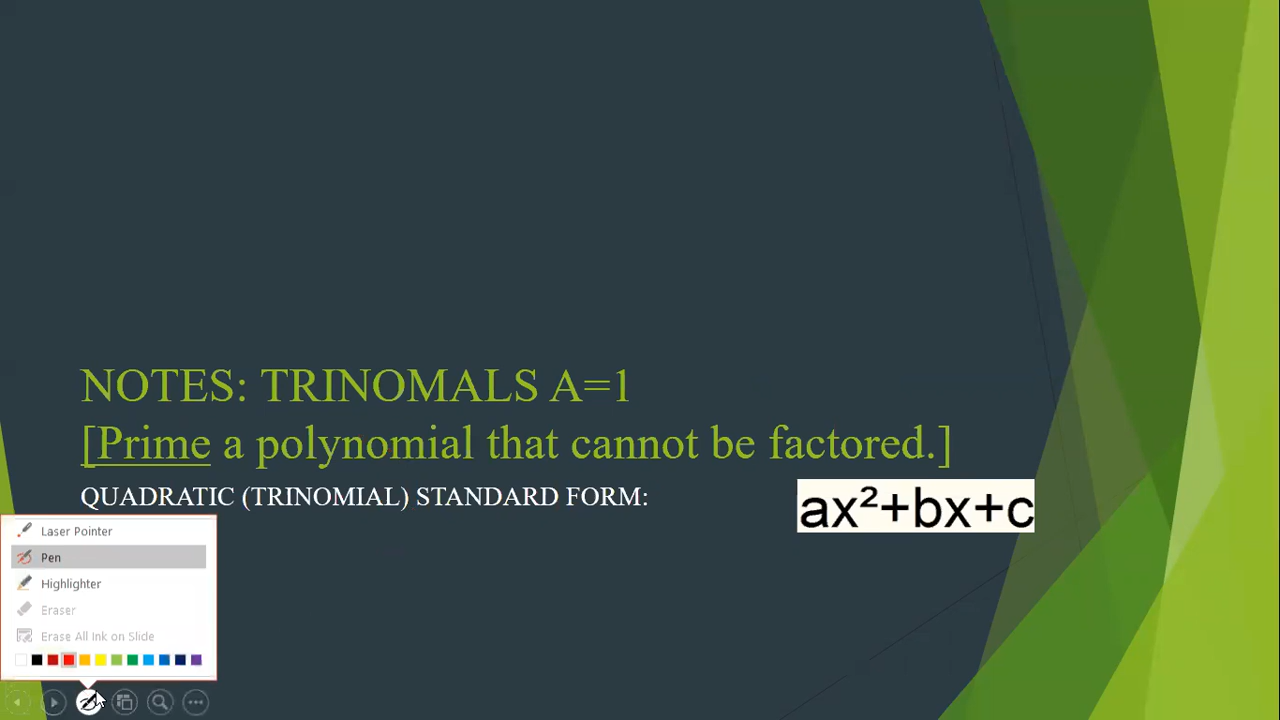 NOTES: TRINOMALS A=1
[Prime a polynomial that cannot be factored.]
QUADRATIC (TRINOMIAL) STANDARD FORM:
ax²+bx+c
Laser Pointer
Pen
Highlighter
Eraser
Erase All Ink on Slide